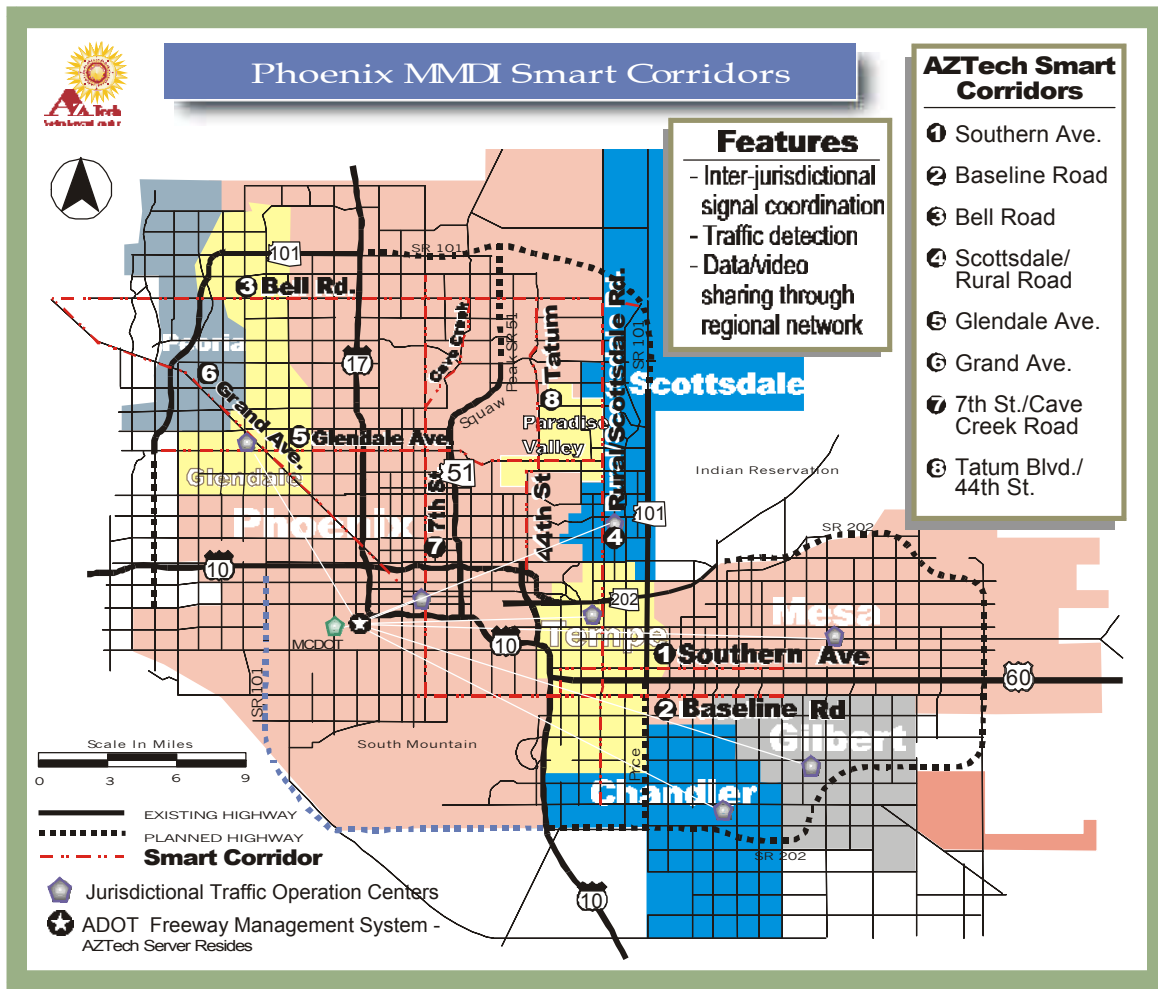 AZ Tech
Phoenix MMDI Smart Corridors
AZTech Smart
Corridors
1 Southern Ave.
2 Baseline Road
3 Bell Road
4 Scottsdale/
Rural Road
5 Glendale Ave.
6 Grand Ave.
7 7th St./Cave
Creek Road
8 Tatum Blvd./
44th St.
Features
- Inter-jurisdictional
signal coordination
- Traffic detection
- Data/video
sharing through
regional network
101
SR 101
3 Bell Rd.
Peoria
17
Cave Creek
Peak SR 51
Squaw
8 Tatum
Rural/Scottsdale Rd.
SR 101
Scottsdale
6 Grand Ave.
5 Glendale Ave.
Paradise
Valley
Glendale
51
Indian Reservation
Phoenix
7 7th St
44th St
4
101
SR 202
10
202
Mesa
MCDOT
10
Tempe
1 Southern Ave
60
SR101
2 Baseline Rd
South Mountain
Gilbert
Chandler
SR 202
10
Scale In Miles
0 3 6 9
EXISTING HIGHWAY
PLANNED HIGHWAY
Smart Corridor
Jurisdictional Traffic Operation Centers
ADOT Freeway Management System -
AZTech Server Resides